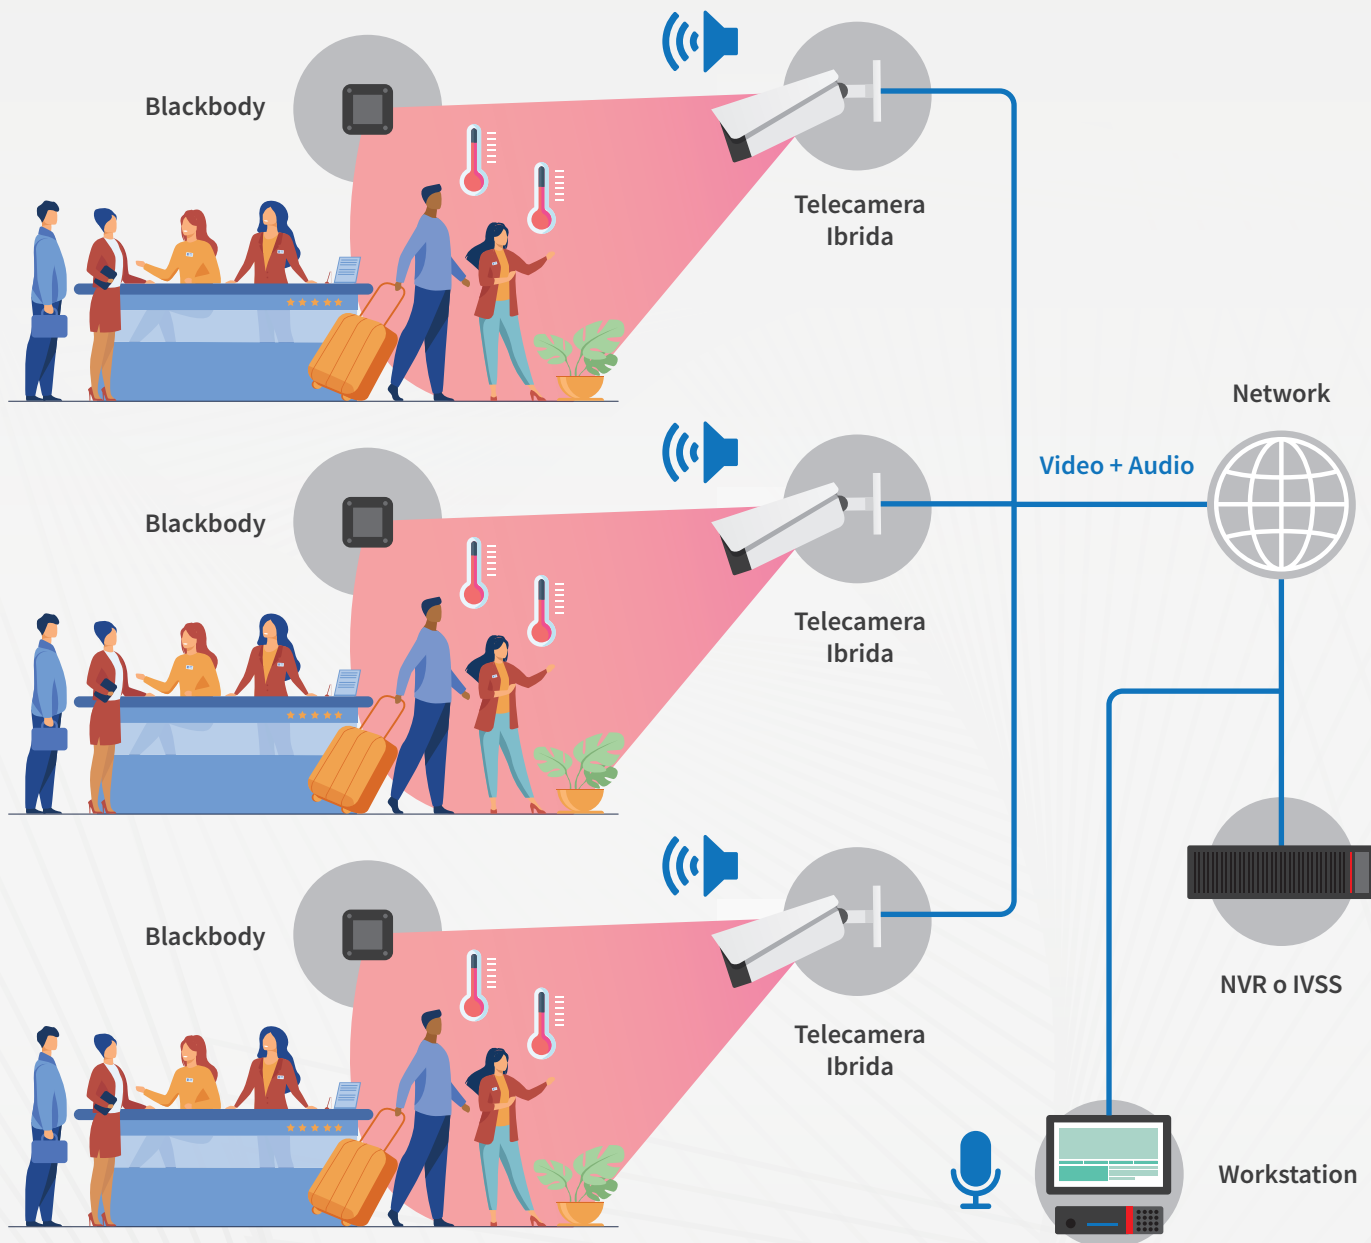 Blackbody
Telecamera
Ibrida
Network
Video + Audio
Blackbody
Telecamera
Ibrida
Blackbody
NVR o IVSS
Telecamera
Ibrida
Workstation